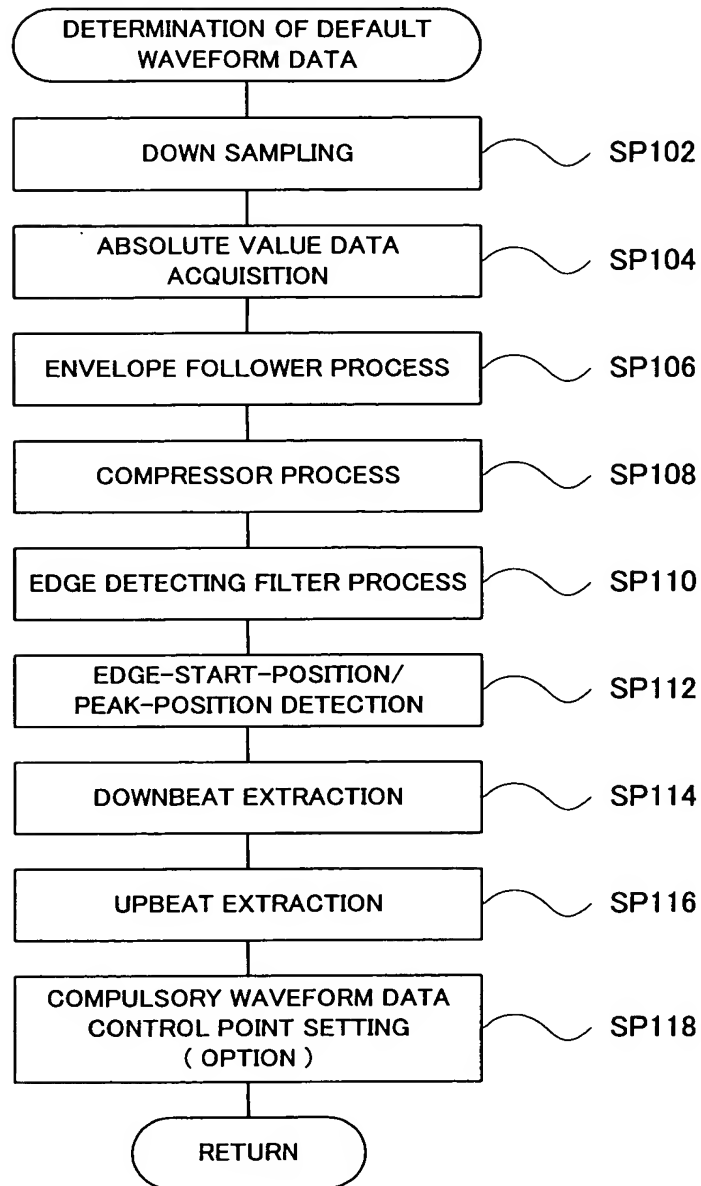 DETERMINATION OF DEFAULT
WAVEFORM DATA
DOWN SAMPLING
SP102
ABSOLUTE VALUE DATA
ACQUISITION
SP104
ENVELOPE FOLLOWER PROCESS
SP106
COMPRESSOR PROCESS
SP108
EDGE DETECTING FILTER PROCESS
SP110
EDGE-START-POSITION/
PEAK-POSITION DETECTION
SP112
DOWNBEAT EXTRACTION
SP114
UPBEAT EXTRACTION
SP116
COMPULSORY WAVEFORM DATA
CONTROL POINT SETTING
( OPTION )
SP118
RETURN